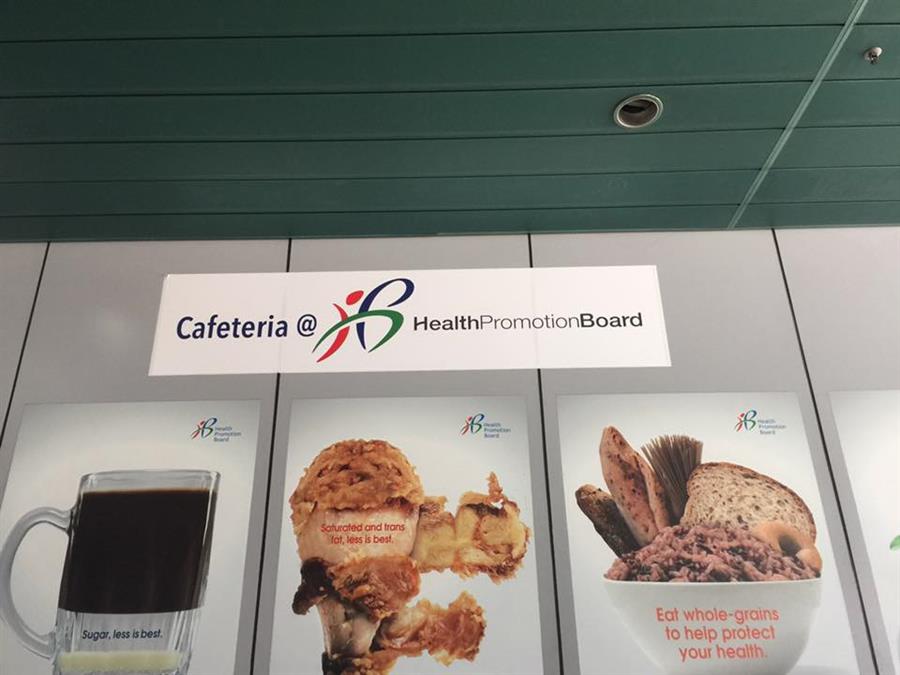 Cafeteria @ HealthPromotionBoard
Health
Promotion
Board
Sugar, less is best.
Health
Promotion
Board
Saturated and trans
fat, less is best.
Health
Promotion
Board
Eat whole-grains
to help protect
your health.